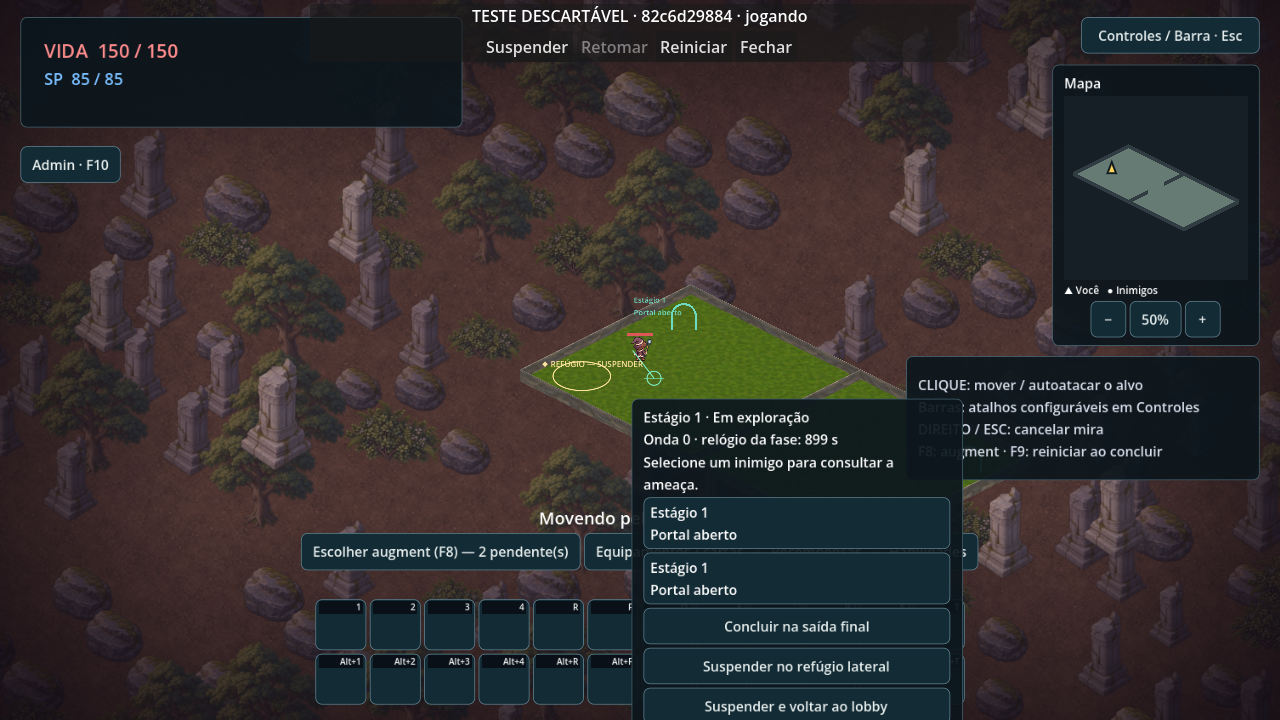 TESTE DESCARTÁVEL · 82c6d29884 · jogando
Suspender Retomar Reiniciar Fechar
VIDA 150 / 150
SP 85 / 85
Admin · F10
Controles / Barra · Esc
Mapa
▲ Você ● Inimigos
− 50% +
CLIQUE: mover / autoatacar o alvo
Barras: atalhos configuráveis em Controles
DIREITO / ESC: cancelar mira
F8: augment · F9: reiniciar ao concluir
Estágio 1
Portal aberto
◆ REFÚGIO — SUSPENDER
Estágio 1 · Em exploração
Onda 0 · relógio da fase: 899 s
Selecione um inimigo para consultar a
ameaça.
Estágio 1
Portal aberto
Estágio 1
Portal aberto
Concluir na saída final
Suspender no refúgio lateral
Suspender e voltar ao lobby
Movendo
Escolher augment (F8) — 2 pendente(s)
1 2 3 4 R
Alt+1 Alt+2 Alt+3 Alt+4 Alt+R